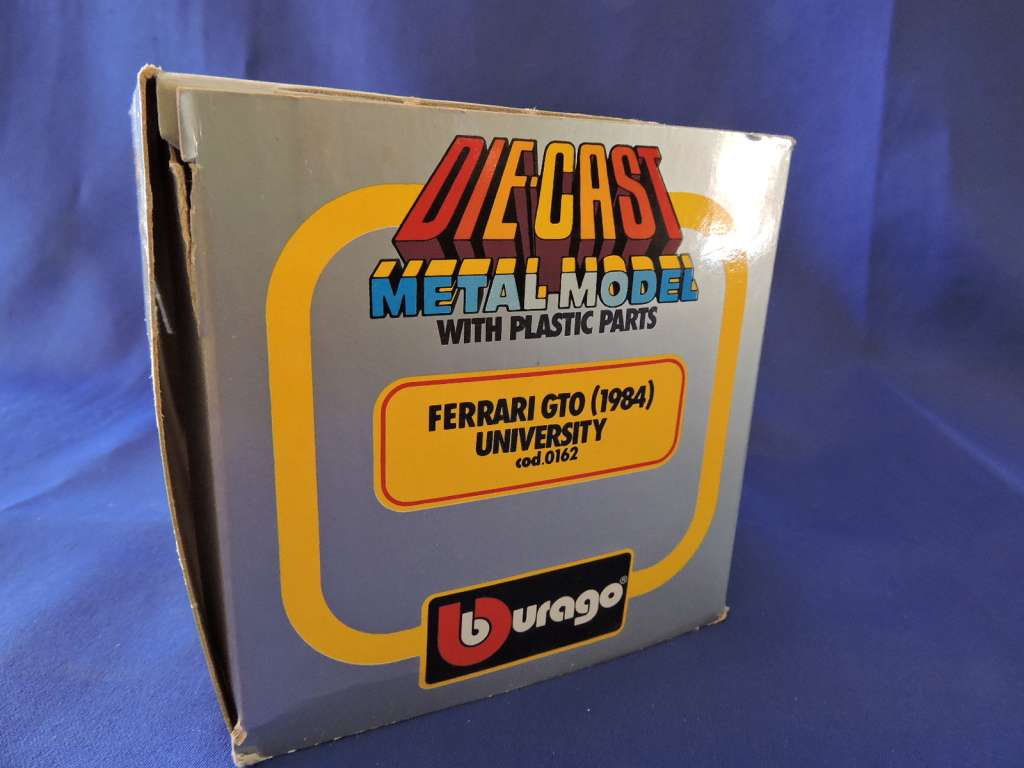 DIE-CAST
METAL MODEL
WITH PLASTIC PARTS
FERRARI GTO (1984)
UNIVERSITY
cod.0162
burago®